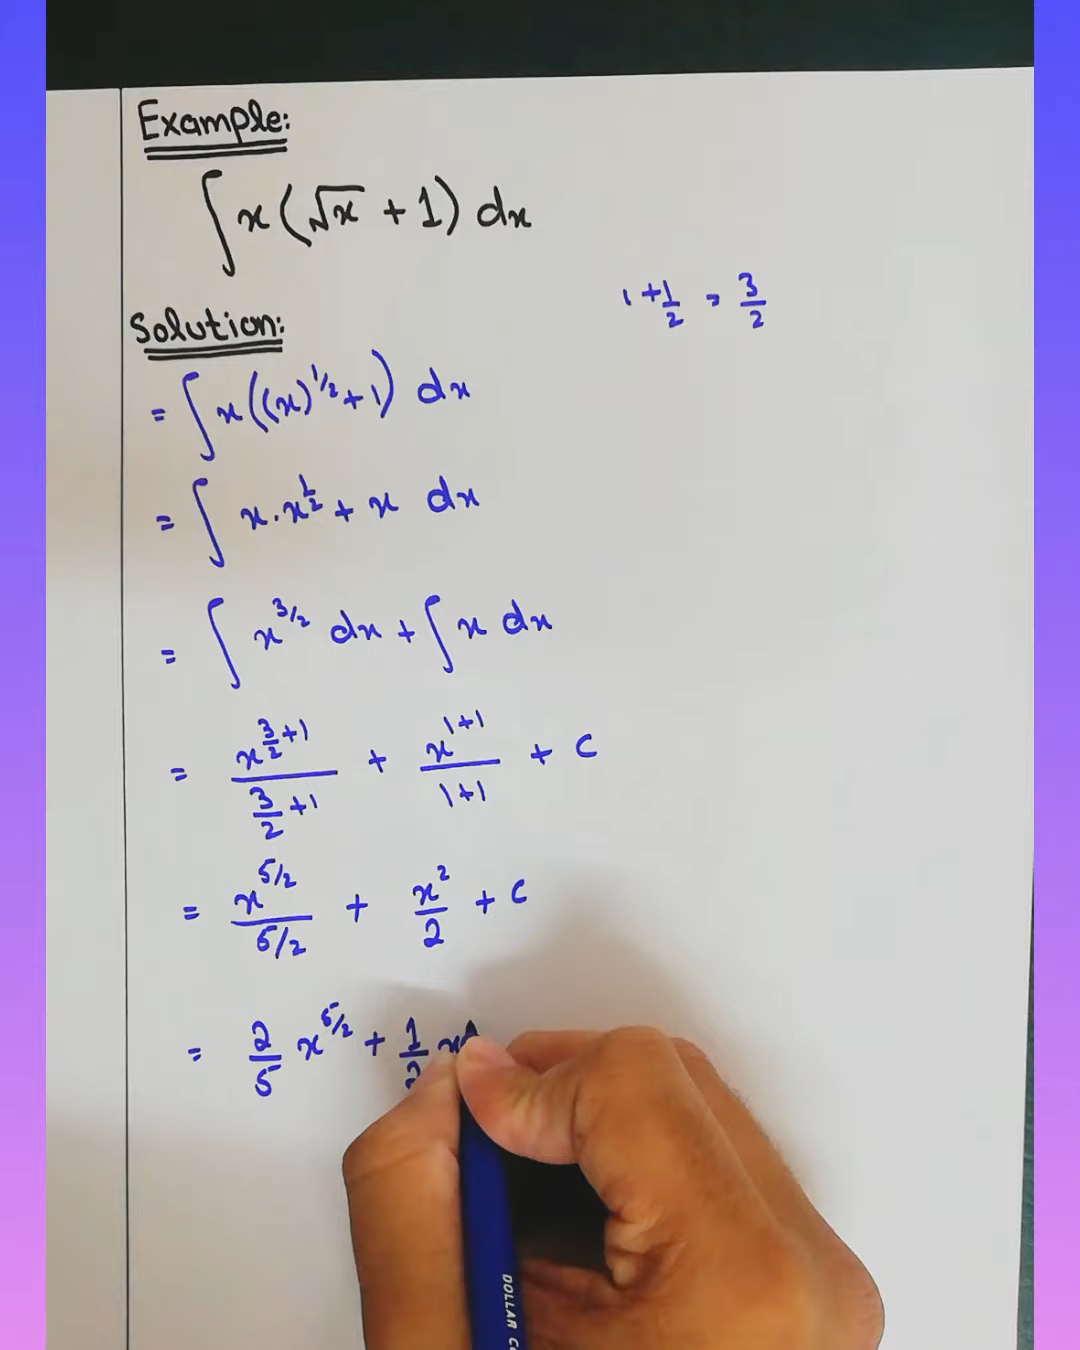 Example:
∫x(√x + 1) dx
1 + 1/2 = 3/2
Solution:
= ∫x((x)^1/2 + 1) dx
= ∫ x.x^1/2 + x dx
= ∫ x^3/2 dx + ∫x dx
= x^(3/2+1) / (3/2+1) + x^(1+1) / (1+1) + C
= x^5/2 / 5/2 + x^2 / 2 + C
= 2/5 x^5/2 + 1/2 x
DOLLAR